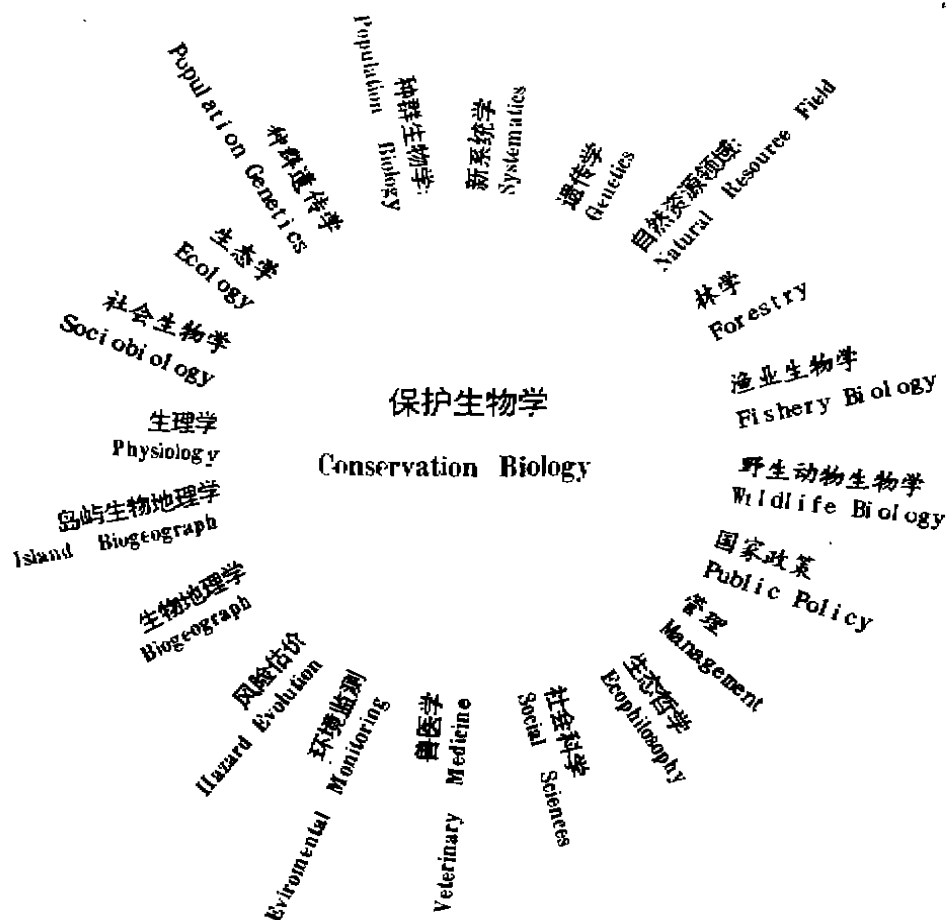 保护生物学
Conservation Biology
种群生物学:
Population Biology
新系统学
Systematics
遗传学
Genetics
自然资源领域:
Natural Resource Field
林学
Forestry
渔业生物学
Fishery Biology
野生动物生物学
Wildlife Biology
国家政策
Public Policy
管理
Management
生态哲学
Ecophilosophy
社会科学
Social Sciences
兽医学
Veterinary Medicine
环境监测
Eviromental Monitoring
风险估价
Hazard Evolution
生物地理学
Biogeograph
岛屿生物地理学
Island Biogeograph
生理学
Physiology
社会生物学
Sociobiology
生态学
Ecology
种群遗传学
Population Genetics